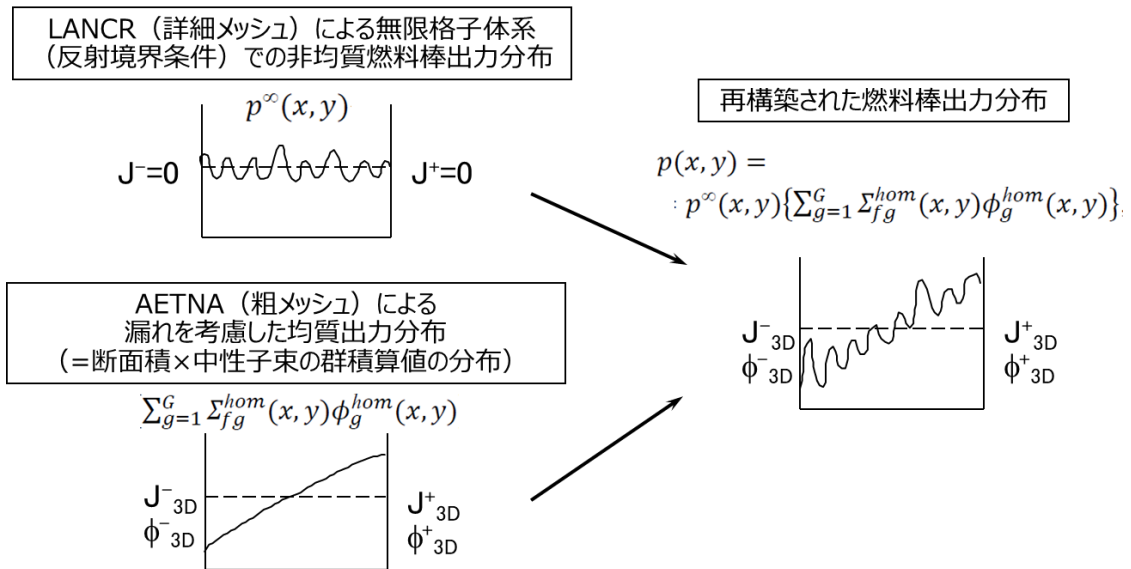 LANCR（詳細メッシュ）による無限格子体系
（反射境界条件）での非均質燃料棒出力分布
p^∞(x, y)
J⁻=0
J⁺=0
AETNA（粗メッシュ）による
漏れを考慮した均質出力分布
（=断面積×中性子束の群積算値の分布）
∑_{g=1}^{G} Σ_{fg}^{hom}(x, y)ϕ_g^{hom}(x, y)
J⁻_{3D}
ϕ⁻_{3D}
J⁺_{3D}
ϕ⁺_{3D}
再構築された燃料棒出力分布
p(x, y) =
: p^∞(x, y){∑_{g=1}^{G} Σ_{fg}^{hom}(x, y)ϕ_g^{hom}(x, y)},
J⁻_{3D}
ϕ⁻_{3D}
J⁺_{3D}
ϕ⁺_{3D}